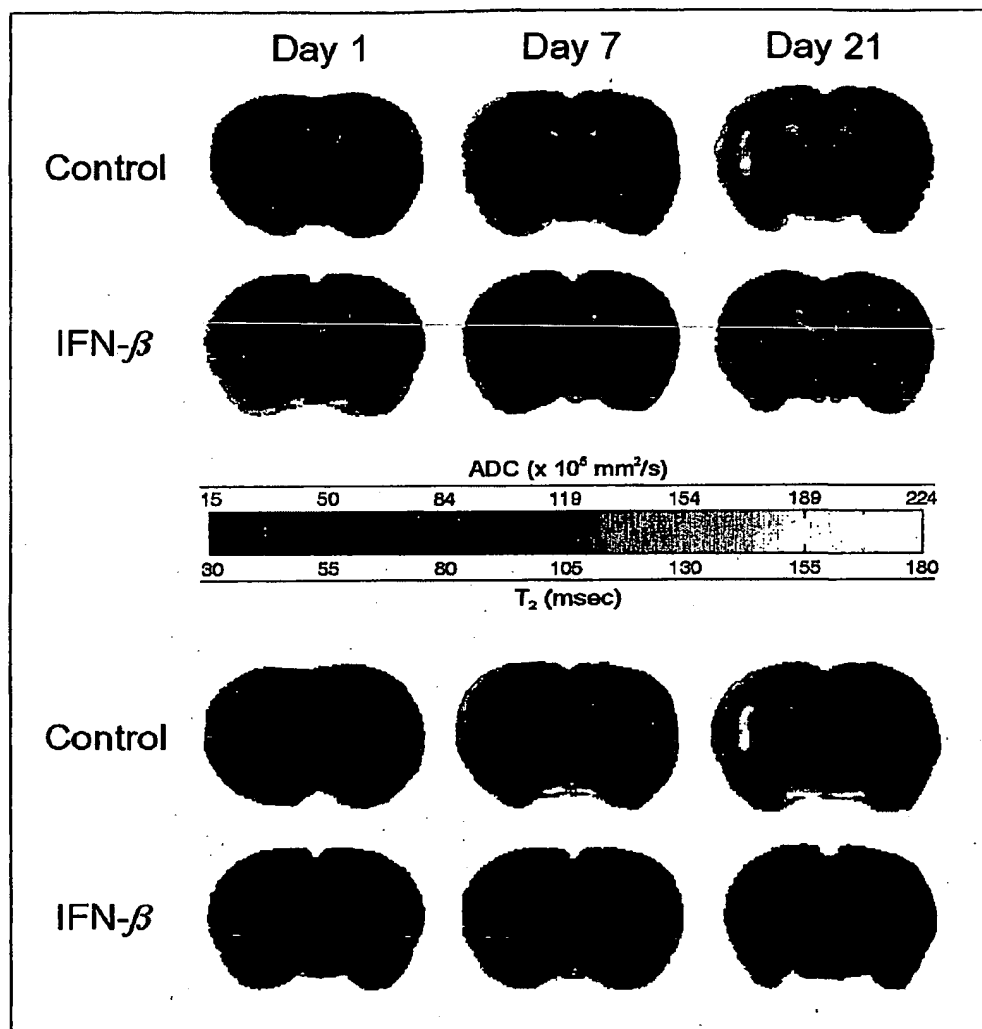 Day 1 Day 7 Day 21
Control
IFN-β
ADC (x 10⁵ mm²/s)
15 50 84 119 154 189 224
30 55 80 105 130 155 180
T₂ (msec)
Control
IFN-β